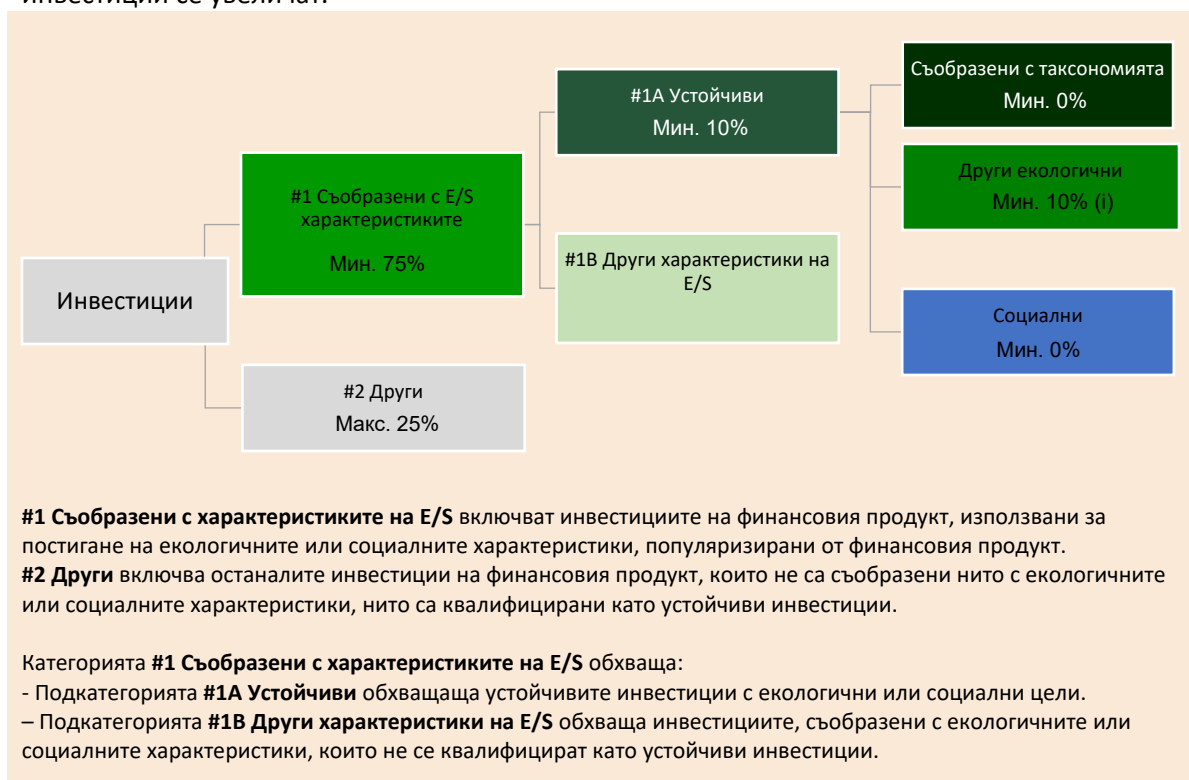 инвестиции се увеличат.
Съобразени с таксономията
Мин. 0%
#1A Устойчиви
Мин. 10%
Други екологични
Мин. 10% (i)
#1 Съобразени с E/S
характеристиките
Мин. 75%
#1B Други характеристики на
E/S
Инвестиции
Социални
Мин. 0%
#2 Други
Макс. 25%
#1 Съобразени с характеристиките на E/S включват инвестициите на финансовия продукт, използвани за
постигане на екологичните или социалните характеристики, популяризирани от финансовия продукт.
#2 Други включва останалите инвестиции на финансовия продукт, които не са съобразени нито с екологичните
или социалните характеристики, нито са квалифицирани като устойчиви инвестиции.
Категорията #1 Съобразени с характеристиките на E/S обхваща:
- Подкатегорията #1A Устойчиви обхващаща устойчивите инвестиции с екологични или социални цели.
– Подкатегорията #1B Други характеристики на E/S обхваща инвестициите, съобразени с екологичните или
социалните характеристики, които не се квалифицират като устойчиви инвестиции.